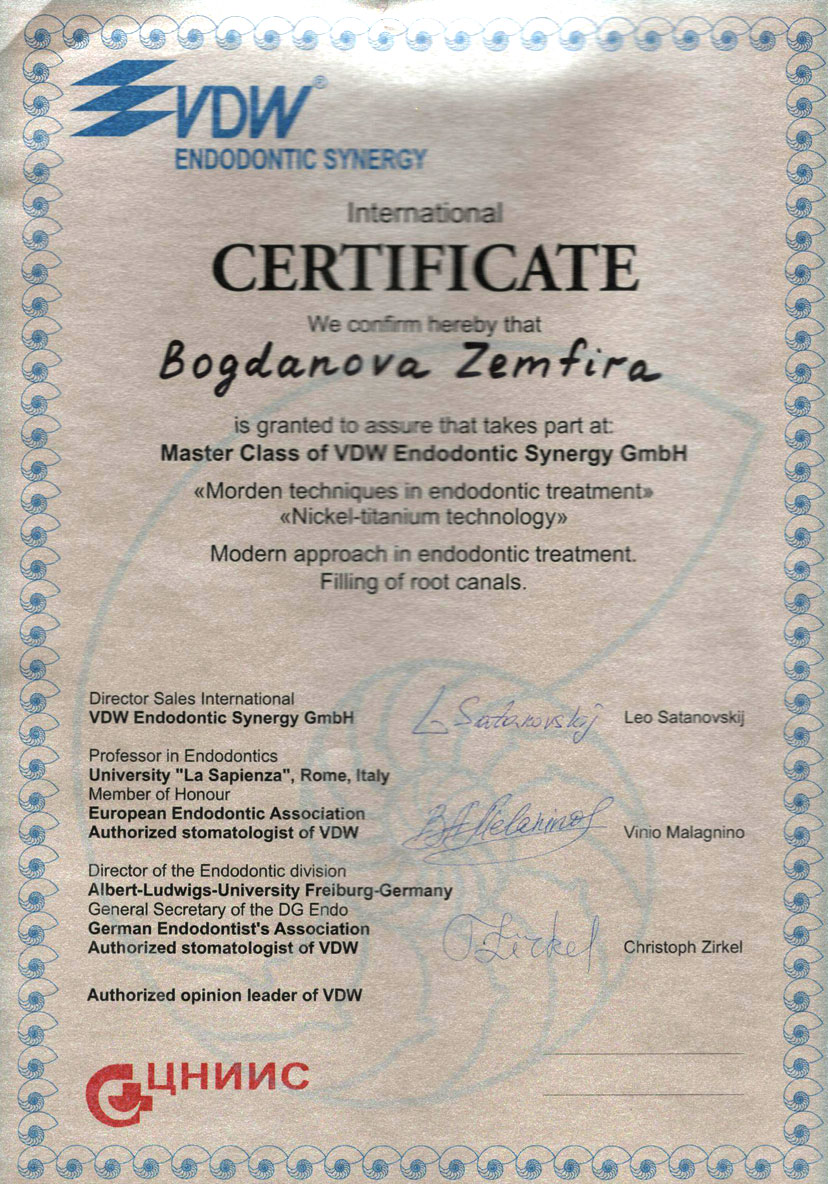 VDW®
ENDODONTIC SYNERGY
International
CERTIFICATE
We confirm hereby that
Bogdanova Zemfira
is granted to assure that takes part at:
Master Class of VDW Endodontic Synergy GmbH
«Morden techniques in endodontic treatment»
«Nickel-titanium technology»
Modern approach in endodontic treatment.
Filling of root canals.
Director Sales International
VDW Endodontic Synergy GmbH
L Satanovskij
Leo Satanovskij
Professor in Endodontics
University "La Sapienza", Rome, Italy
Member of Honour
European Endodontic Association
Authorized stomatologist of VDW
Vinio Malagnino
Director of the Endodontic division
Albert-Ludwigs-University Freiburg-Germany
General Secretary of the DG Endo
German Endodontist's Association
Authorized stomatologist of VDW
Zirkel
Christoph Zirkel
Authorized opinion leader of VDW
ЦНИИС